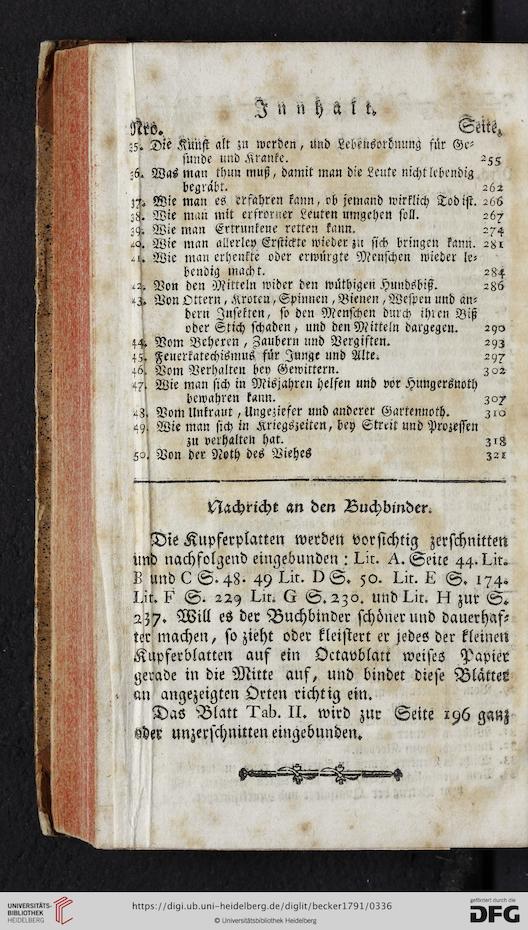 Innhalt.
Nro. Seite.
35. Die Kunst alt zu werden, und Lebensordnung für Ge-
sunde und Kranke. 255
36. Was man thun muß, damit man die Leute nicht lebendig
begräbt. 262
37. Wie man es erfahren kann, ob jemand wirklich Tod ist. 266
38. Wie man mit erfrorner Leuten umgehen soll. 267
39. Wie man Ertrunkene retten kann. 274
40. Wie man allerley Erstickte wieder zu sich bringen kann. 281
41. Wie man erhenkte oder erwürgte Menschen wieder le-
bendig macht. 284
42. Von den Mitteln wider den wüthigen Hundsbiß. 286
43. Von Ottern, Kroten, Spinnen, Bienen, Wespen und an-
dern Insekten, so den Menschen durch ihren Biß
oder Stich schaden, und den Mitteln dargegen. 290
44. Vom Beheren, Zaubern und Vergiften. 293
45. Feuerkatechismus für Junge und Alte. 297
46. Vom Verhalten bey Gewittern. 302
47. Wie man sich in Misjahren helfen und vor Hungersnoth
bewahren kann. 307
48. Vom Unkraut, Ungeziefer und anderer Gartennoth. 310
49. Wie man sich in Kriegszeiten, bey Streit und Prozessen
zu verhalten hat. 318
50. Von der Noth des Viehes 321
Nachricht an den Buchbinder.
Die Kupferplatten werden vorsichtig zerschnitten
und nachfolgend eingebunden: Lit. A. Seite 44. Lit.
B und C S. 48. 49 Lit. D S. 50. Lit. E S. 174.
Lit. F S. 229 Lit. G S. 230. und Lit. H zur S.
237. Will es der Buchbinder schöner und dauerhaf-
ter machen, so zieht oder kleistert er jedes der kleinen
Kupferblatten auf ein Octavblatt weises Papier
gerade in die Mitte auf, und bindet diese Blätter
an angezeigten Orten richtig ein.
Das Blatt Tab. II. wird zur Seite 196 ganz
oder unzerschnitten eingebunden.
UNIVERSITÄTS-
BIBLIOTHEK
HEIDELBERG
https://digi.ub.uni-heidelberg.de/diglit/becker1791/0336
© Universitätsbibliothek Heidelberg
gefördert durch die
DFG